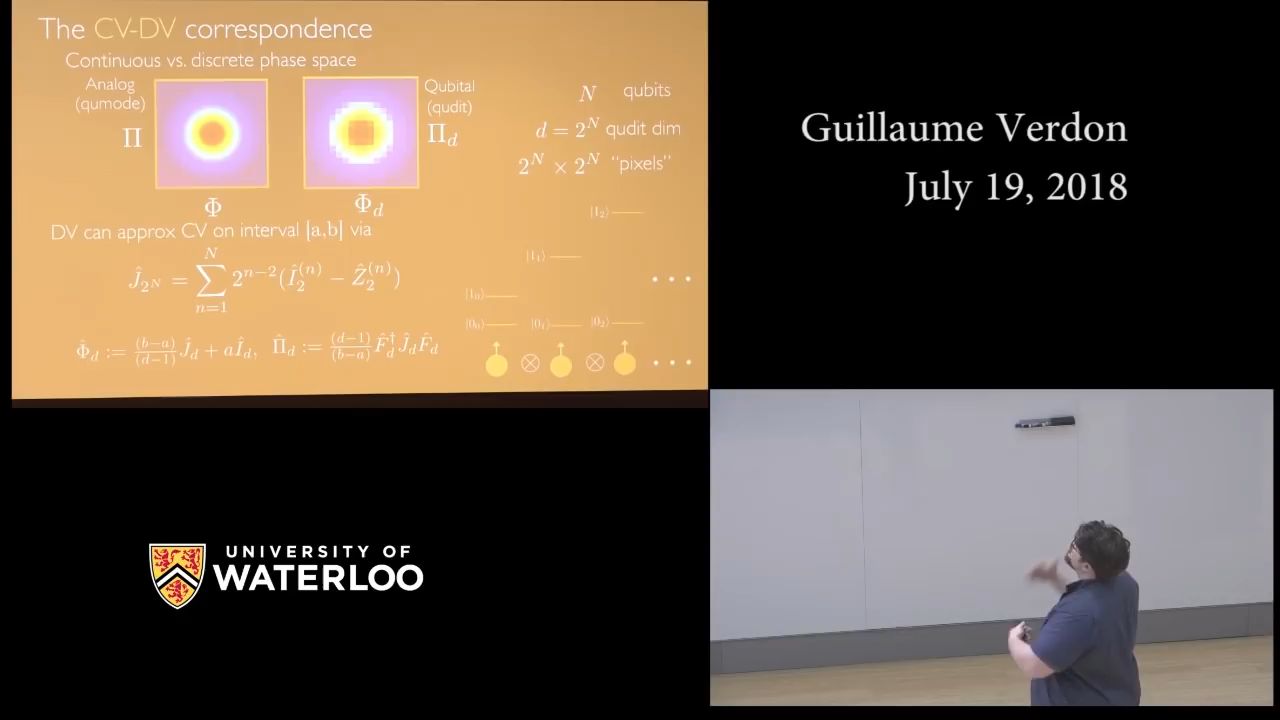 The CV-DV correspondence
Continuous vs. discrete phase space
Analog
(qumode)
Π
Φ
Qubital
(qudit)
Π_d
Φ_d
N qubits
d = 2^N qudit dim
2^N × 2^N "pixels"
DV can approx CV on interval [a,b] via
Ĵ_{2^N} = ∑_{n=1}^{N} 2^{n-2}(Î_2^{(n)} − Ẑ_2^{(n)})
Φ̂_d := (b−a)/(d−1) Ĵ_d + aÎ_d, Π̂_d := (d−1)/(b−a) F̂_d^† Ĵ_d F̂_d
|1_2⟩
|1_1⟩
|1_0⟩
|0_0⟩ |0_1⟩ |0_2⟩
⊗ ⊗ • • •
Guillaume Verdon
July 19, 2018
UNIVERSITY OF
WATERLOO